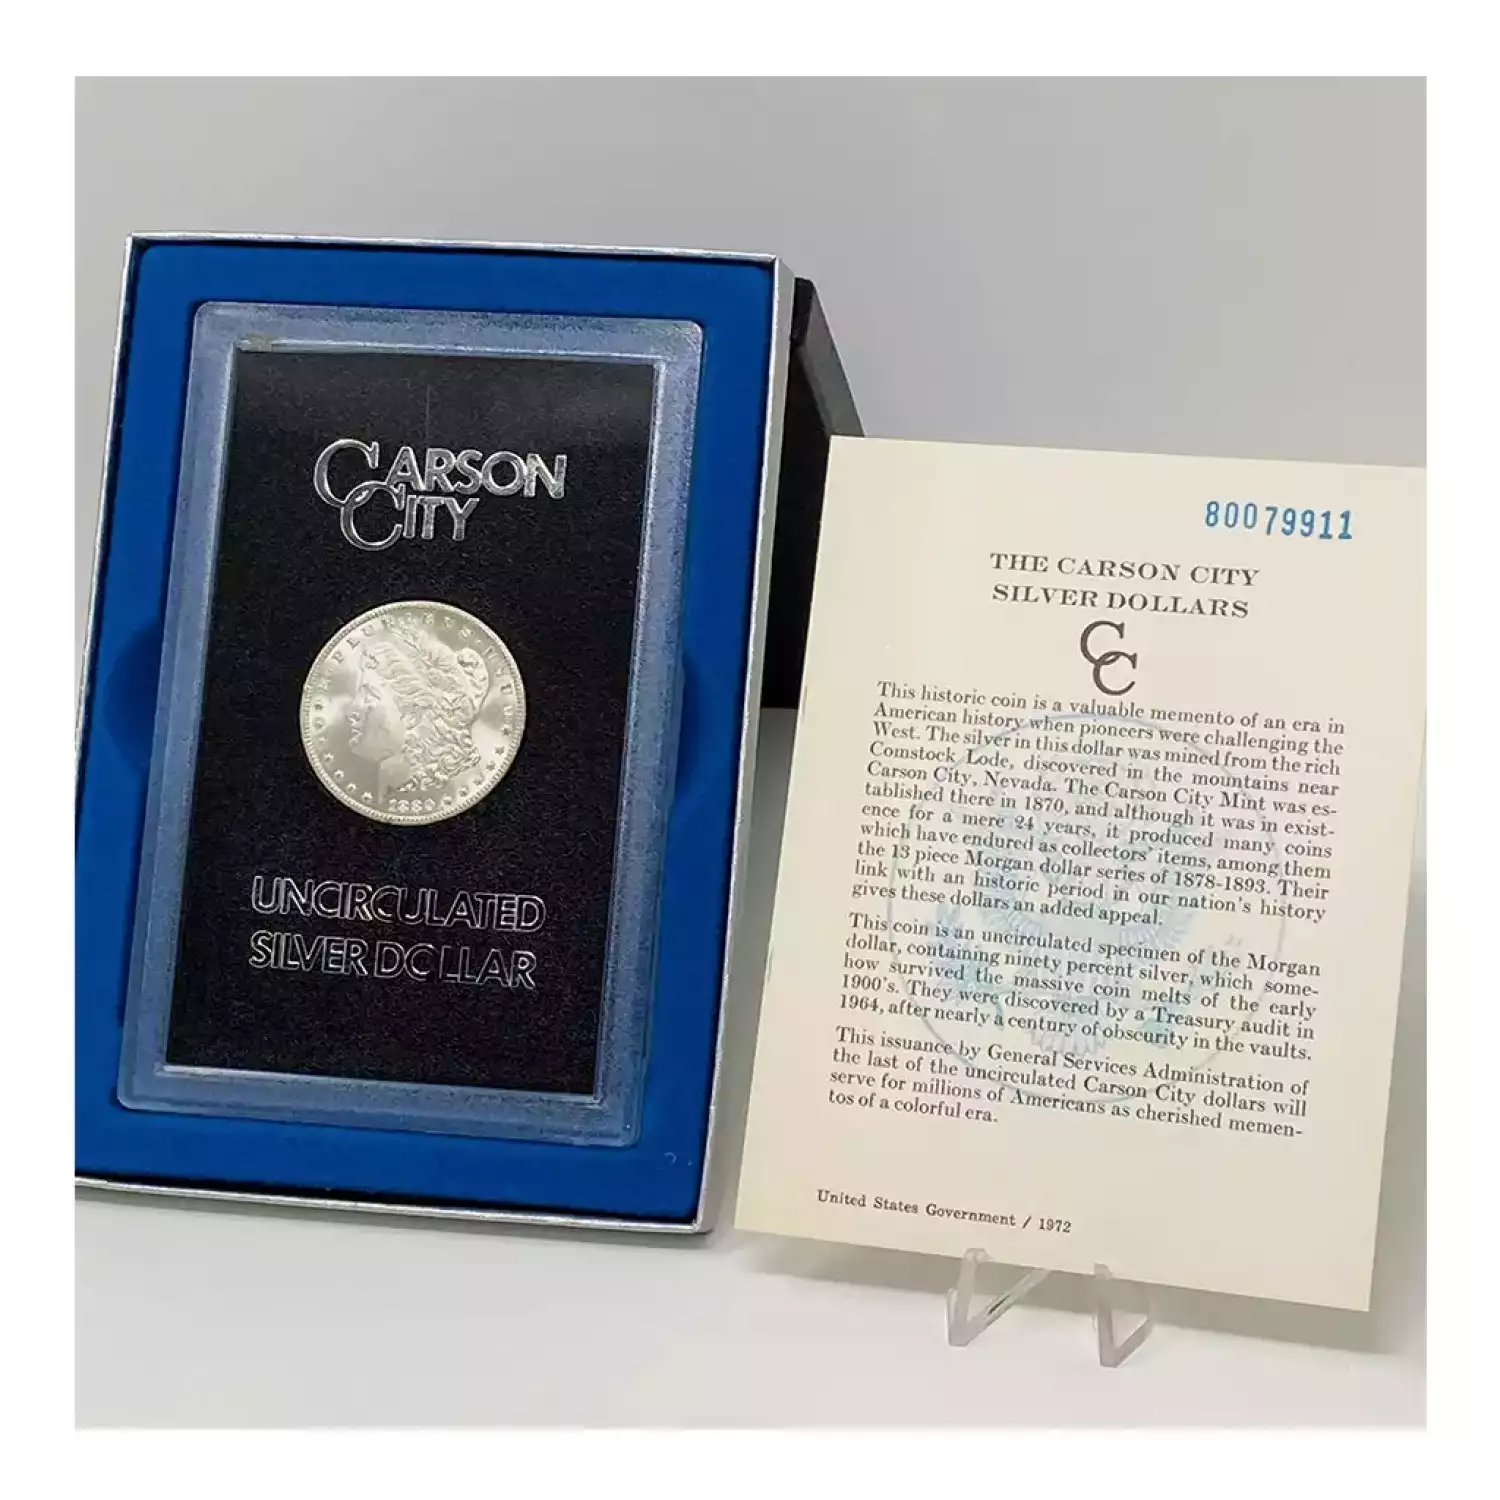 CARSON
CITY
E PLURIBUS UNUM
1880
UNCIRCULATED
SILVER DOLLAR
80079911
THE CARSON CITY
SILVER DOLLARS
CC
This historic coin is a valuable memento of an era in
American history when pioneers were challenging the
West. The silver in this dollar was mined from the rich
Comstock Lode, discovered in the mountains near
Carson City, Nevada. The Carson City Mint was es-
tablished there in 1870, and although it was in exist-
ence for a mere 24 years, it produced many coins
which have endured as collectors' items, among them
the 13 piece Morgan dollar series of 1878-1893. Their
link with an historic period in our nation's history
gives these dollars an added appeal.
This coin is an uncirculated specimen of the Morgan
dollar, containing ninety percent silver, which some-
how survived the massive coin melts of the early
1900's. They were discovered by a Treasury audit in
1964, after nearly a century of obscurity in the vaults.
This issuance by General Services Administration of
the last of the uncirculated Carson City dollars will
serve for millions of Americans as cherished memen-
tos of a colorful era.
United States Government / 1972